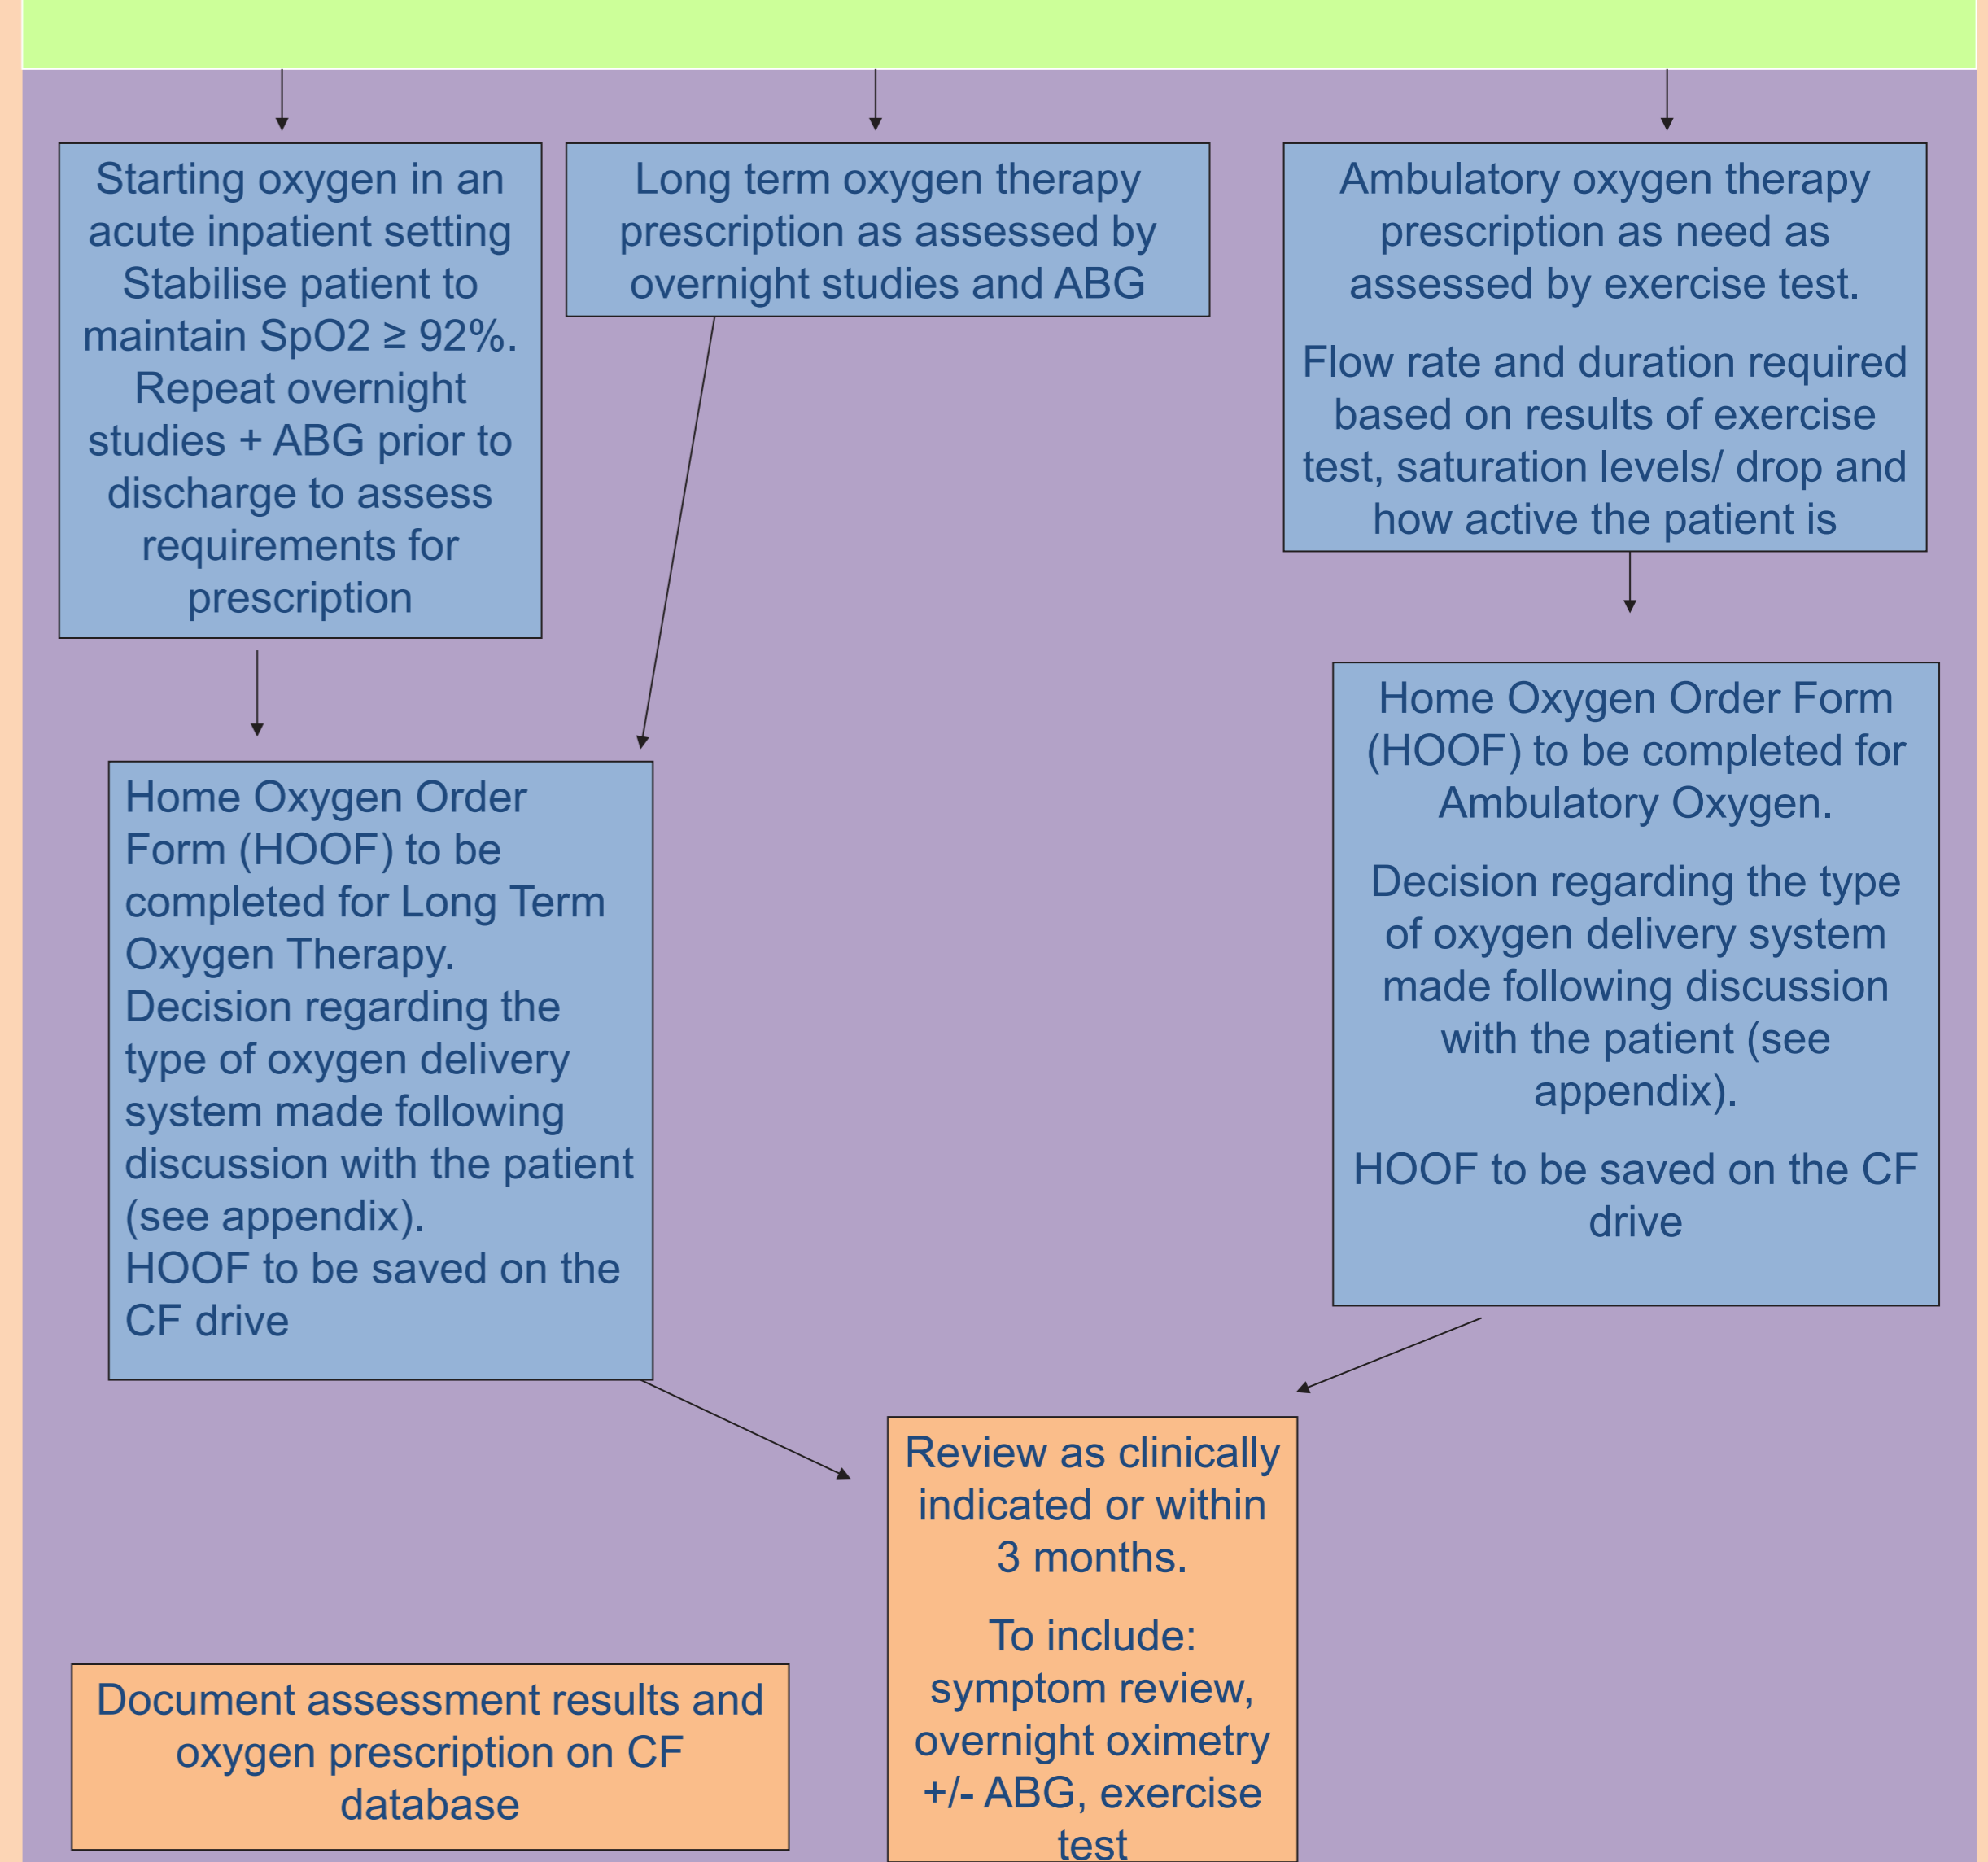 Starting oxygen in an
acute inpatient setting
Stabilise patient to
maintain SpO2 ≥ 92%.
Repeat overnight
studies + ABG prior to
discharge to assess
requirements for
prescription
Long term oxygen therapy
prescription as assessed by
overnight studies and ABG
Ambulatory oxygen therapy
prescription as need as
assessed by exercise test.
Flow rate and duration required
based on results of exercise
test, saturation levels/ drop and
how active the patient is
Home Oxygen Order
Form (HOOF) to be
completed for Long Term
Oxygen Therapy.
Decision regarding the
type of oxygen delivery
system made following
discussion with the patient
(see appendix).
HOOF to be saved on the
CF drive
Home Oxygen Order Form
(HOOF) to be completed for
Ambulatory Oxygen.
Decision regarding the type
of oxygen delivery system
made following discussion
with the patient (see
appendix).
HOOF to be saved on the CF
drive
Review as clinically
indicated or within
3 months.
To include:
symptom review,
overnight oximetry
+/- ABG, exercise
test
Document assessment results and
oxygen prescription on CF
database